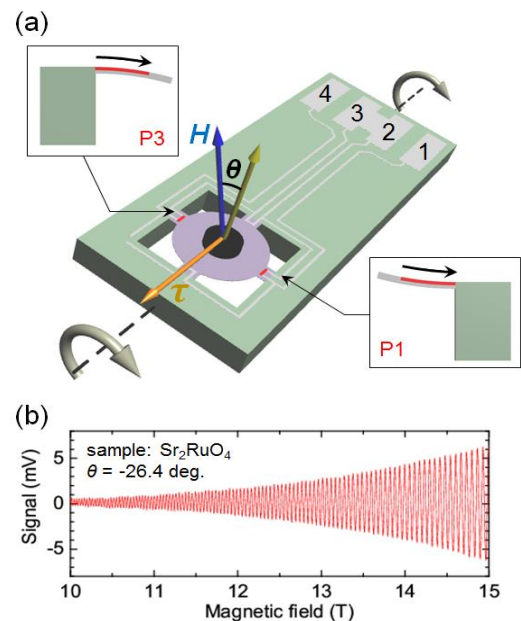 (a)
P3
4
3
2
1
H
θ
τ
P1
(b)
sample: Sr₂RuO₄
θ = -26.4 deg.
Signal (mV)
5
0
-5
10 11 12 13 14 15
Magnetic field (T)